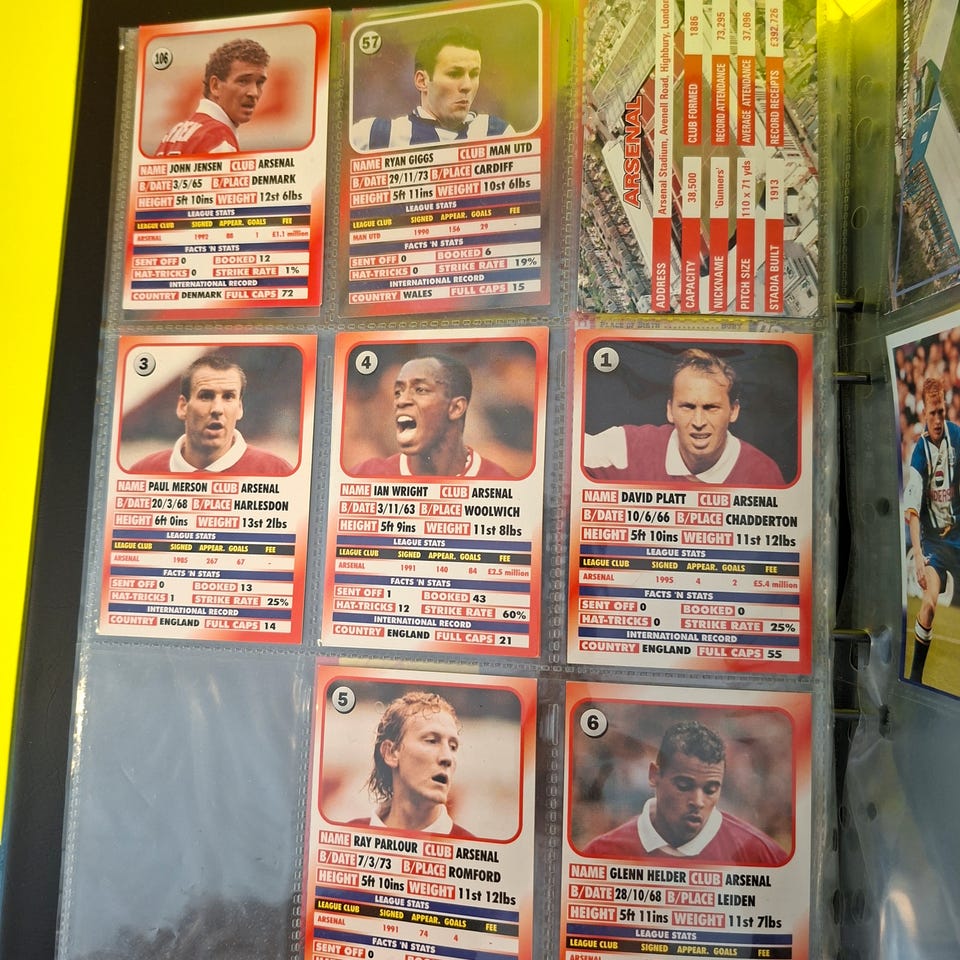 106
NAME JOHN JENSEN CLUB ARSENAL
B/DATE 3/5/65 B/PLACE DENMARK
HEIGHT 5ft 10ins WEIGHT 12st 6lbs
LEAGUE STATS
LEAGUE CLUB SIGNED APPEAR. GOALS FEE
ARSENAL 1992 88 1 £1.1 million
FACTS 'N STATS
SENT OFF 0 BOOKED 12
HAT-TRICKS 0 STRIKE RATE 1%
INTERNATIONAL RECORD
COUNTRY DENMARK FULL CAPS 72
57
NAME RYAN GIGGS CLUB MAN UTD
B/DATE 29/11/73 B/PLACE CARDIFF
HEIGHT 5ft 11ins WEIGHT 10st 6lbs
LEAGUE STATS
LEAGUE CLUB SIGNED APPEAR. GOALS FEE
MAN UTD 1990 156 29 -
FACTS 'N STATS
SENT OFF 0 BOOKED 6
HAT-TRICKS 0 STRIKE RATE 19%
INTERNATIONAL RECORD
COUNTRY WALES FULL CAPS 15
ARSENAL
ADDRESS Arsenal Stadium, Avenell Road, Highbury, London
CAPACITY 38,500 CLUB FORMED 1886
NICKNAME 'Gunners' RECORD ATTENDANCE 73,295
PITCH SIZE 110 x 71 yds AVERAGE ATTENDANCE 37,096
STADIA BUILT 1913 RECORD RECEIPTS £392,726
3
NAME PAUL MERSON CLUB ARSENAL
B/DATE 20/3/68 B/PLACE HARLESDON
HEIGHT 6ft 0ins WEIGHT 13st 2lbs
LEAGUE STATS
LEAGUE CLUB SIGNED APPEAR. GOALS FEE
ARSENAL 1985 267 67 -
FACTS 'N STATS
SENT OFF 0 BOOKED 13
HAT-TRICKS 1 STRIKE RATE 25%
INTERNATIONAL RECORD
COUNTRY ENGLAND FULL CAPS 14
4
NAME IAN WRIGHT CLUB ARSENAL
B/DATE 3/11/63 B/PLACE WOOLWICH
HEIGHT 5ft 9ins WEIGHT 11st 8lbs
LEAGUE STATS
LEAGUE CLUB SIGNED APPEAR. GOALS FEE
ARSENAL 1991 140 84 £2.5 million
FACTS 'N STATS
SENT OFF 1 BOOKED 43
HAT-TRICKS 12 STRIKE RATE 60%
INTERNATIONAL RECORD
COUNTRY ENGLAND FULL CAPS 21
PLACE OF BIRTH BURY
1
NAME DAVID PLATT CLUB ARSENAL
B/DATE 10/6/66 B/PLACE CHADDERTON
HEIGHT 5ft 10ins WEIGHT 11st 12lbs
LEAGUE STATS
LEAGUE CLUB SIGNED APPEAR. GOALS FEE
ARSENAL 1995 4 2 £5.4 million
FACTS 'N STATS
SENT OFF 0 BOOKED 0
HAT-TRICKS 0 STRIKE RATE 25%
INTERNATIONAL RECORD
COUNTRY ENGLAND FULL CAPS 55
5
NAME RAY PARLOUR CLUB ARSENAL
B/DATE 7/3/73 B/PLACE ROMFORD
HEIGHT 5ft 10ins WEIGHT 11st 12lbs
LEAGUE STATS
LEAGUE CLUB SIGNED APPEAR. GOALS FEE
ARSENAL 1991 74 4 -
FACTS 'N STATS
SENT OFF 0 BOOKED
6
NAME GLENN HELDER CLUB ARSENAL
B/DATE 28/10/68 B/PLACE LEIDEN
HEIGHT 5ft 11ins WEIGHT 11st 7lbs
LEAGUE STATS
LEAGUE CLUB SIGNED APPEAR. GOALS FEE
ARSENAL